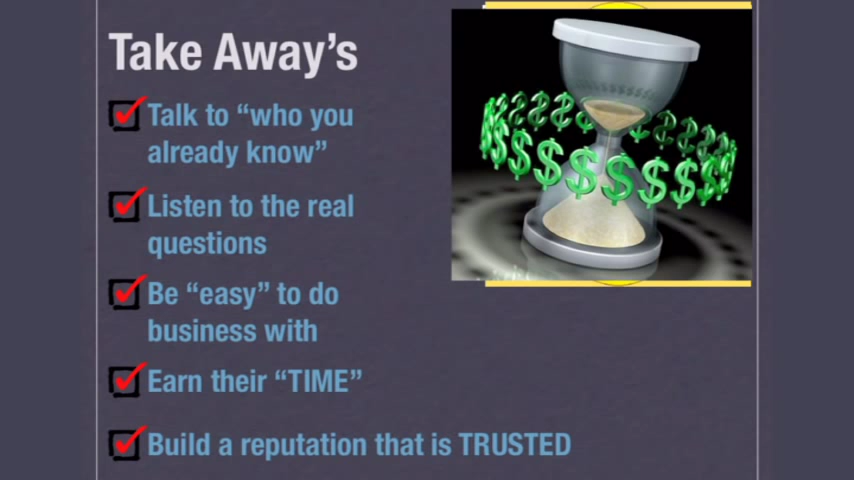 Take Away’s
Talk to “who you
already know”
Listen to the real
questions
Be “easy” to do
business with
Earn their “TIME”
Build a reputation that is TRUSTED